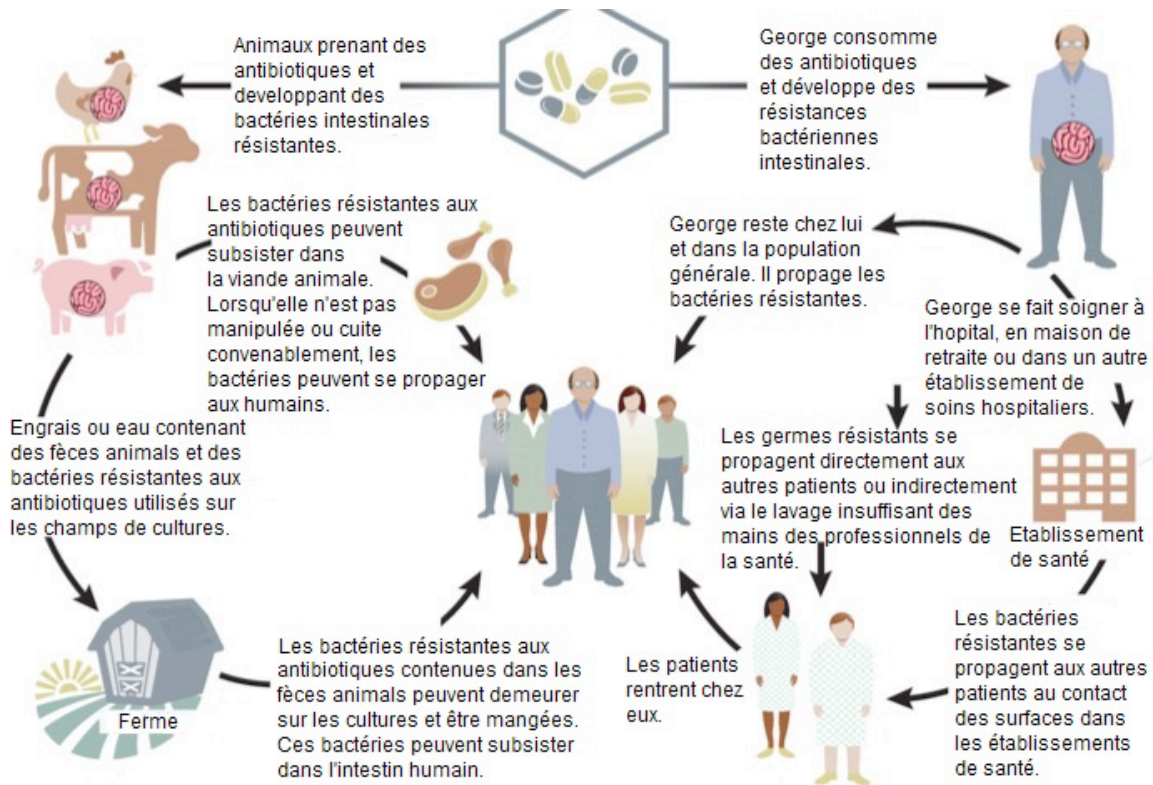 Animaux prenant des
antibiotiques et
developpant des
bactéries intestinales
résistantes.
George consomme
des antibiotiques
et développe des
résistances
bactériennes
intestinales.
Les bactéries résistantes aux
antibiotiques peuvent
subsister dans
la viande animale.
Lorsqu'elle n'est pas
manipulée ou cuite
convenablement, les
bactéries peuvent se propager
aux humains.
George reste chez lui
et dans la population
générale. Il propage les
bactéries résistantes.
George se fait soigner à
l'hopital, en maison de
retraite ou dans un autre
établissement de
soins hospitaliers.
Engrais ou eau contenant
des fèces animals et des
bactéries résistantes aux
antibiotiques utilisés sur
les champs de cultures.
Les germes résistants se
propagent directement aux
autres patients ou indirectement
via le lavage insuffisant des
mains des professionnels de
la santé.
Etablissement
de santé
Ferme
Les bactéries résistantes aux
antibiotiques contenues dans les
fèces animals peuvent demeurer
sur les cultures et être mangées.
Ces bactéries peuvent subsister
dans l'intestin humain.
Les patients
rentrent chez
eux.
Les bactéries
résistantes se
propagent aux autres
patients au contact
des surfaces dans
les établissements
de santé.